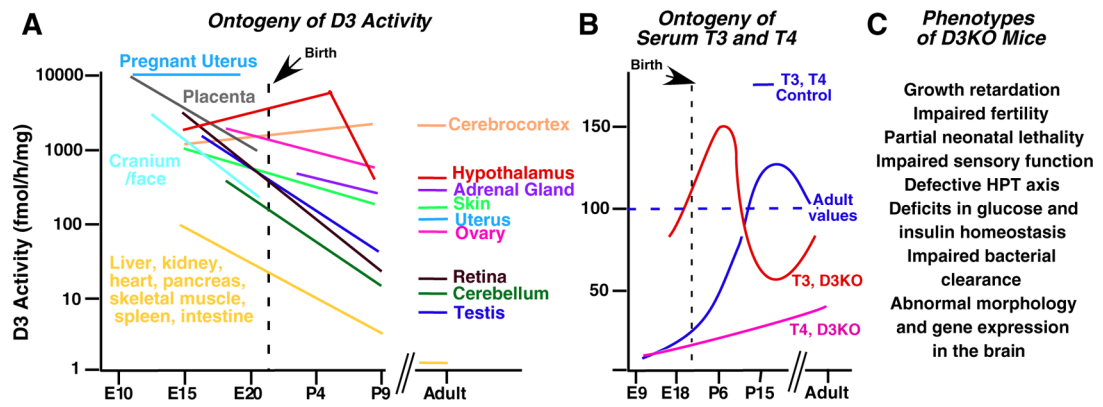 A
Ontogeny of D3 Activity
D3 Activity (fmol/h/mg)
10000
1000
100
10
1
E10
E15
E20
P4
P9
Adult
Birth
Pregnant Uterus
Placenta
Cranium
/face
Liver, kidney,
heart, pancreas,
skeletal muscle,
spleen, intestine
Cerebrocortex
Hypothalamus
Adrenal Gland
Skin
Uterus
Ovary
Retina
Cerebellum
Testis
B
Ontogeny of
Serum T3 and T4
Birth
T3, T4
Control
150
100
50
Adult
values
T3, D3KO
T4, D3KO
E9
E18
P6
P15
Adult
C
Phenotypes
of D3KO Mice
Growth retardation
Impaired fertility
Partial neonatal lethality
Impaired sensory function
Defective HPT axis
Deficits in glucose and
insulin homeostasis
Impaired bacterial
clearance
Abnormal morphology
and gene expression
in the brain